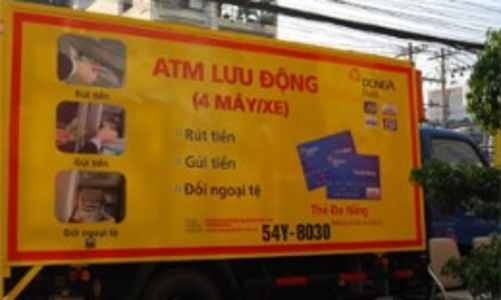 ATM LƯU ĐỘNG
(4 MÁY/XE)
Rút tiền
Gửi tiền
Đổi ngoại tệ
Rút tiền
Gửi tiền
Đổi ngoại tệ
DONGA
Bank
Thẻ Đa Năng
54Y-8030